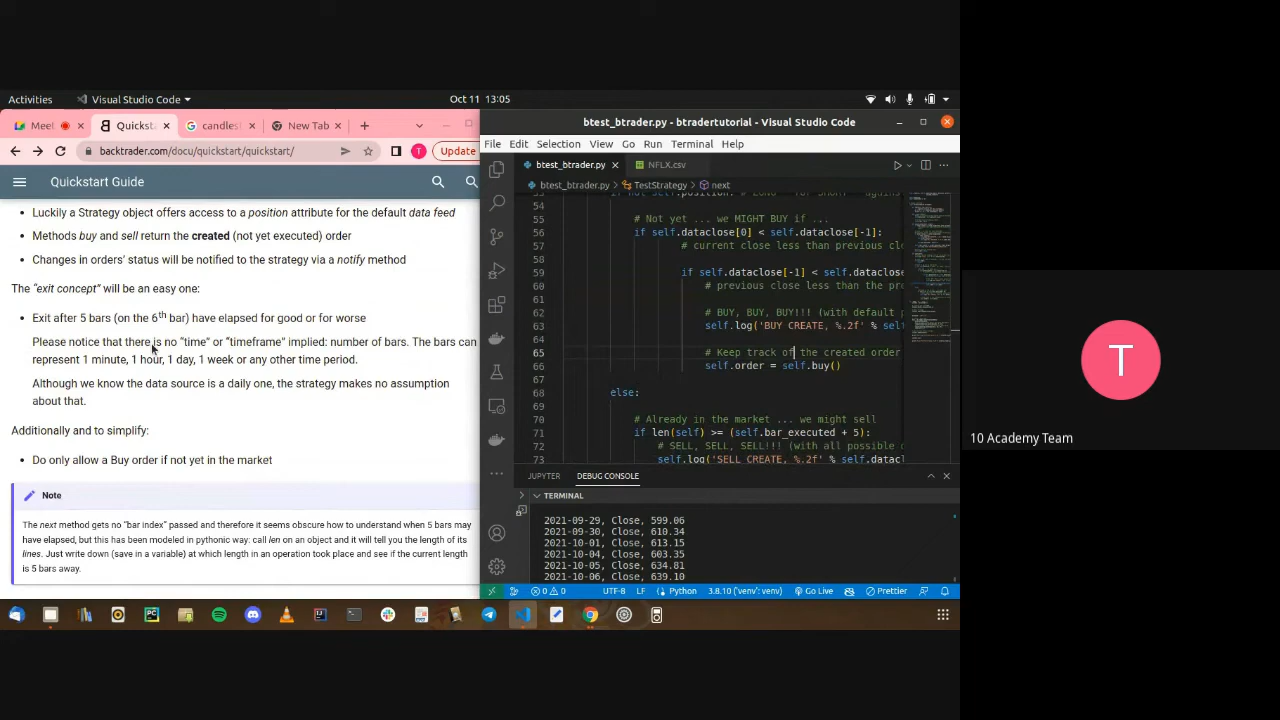 Activities
Visual Studio Code
Oct 11 13:05
Meet
Quicksta
candlest
New Tab
backtrader.com/docu/quickstart/quickstart/
T
Update
Quickstart Guide
Luckily a Strategy object offers access to a position attribute for the default data feed
Methods buy and sell return the created (not yet executed) order
Changes in orders' status will be notified to the strategy via a notify method
The “exit concept” will be an easy one:
Exit after 5 bars (on the 6th bar) have elapsed for good or for worse
Please notice that there is no “time” or “timeframe” implied: number of bars. The bars can
represent 1 minute, 1 hour, 1 day, 1 week or any other time period.
Although we know the data source is a daily one, the strategy makes no assumption
about that.
Additionally and to simplify:
Do only allow a Buy order if not yet in the market
Note
The next method gets no “bar index” passed and therefore it seems obscure how to understand when 5 bars may
have elapsed, but this has been modeled in pythonic way: call len on an object and it will tell you the length of its
lines. Just write down (save in a variable) at which length in an operation took place and see if the current length
is 5 bars away.
btest_btrader.py - btradertutorial - Visual Studio Code
File Edit Selection View Go Run Terminal Help
btest_btrader.py
NFLX.csv
btest_btrader.py > TestStrategy > next
54
55 # Not yet ... we MIGHT BUY if ...
56 if self.dataclose[0] < self.dataclose[-1]:
57 # current close less than previous clo
58
59 if self.dataclose[-1] < self.dataclose
60 # previous close less than the pre
61
62 # BUY, BUY, BUY!!! (with default p
63 self.log('BUY CREATE, %.2f' % self
64
65 # Keep track of the created order
66 self.order = self.buy()
67
68 else:
69
70 # Already in the market ... we might sell
71 if len(self) >= (self.bar_executed + 5):
72 # SELL, SELL, SELL!!! (with all possible d
73 self.log('SELL CREATE, %.2f' % self.datacl
JUPYTER DEBUG CONSOLE
TERMINAL
2021-09-29, Close, 599.06
2021-09-30, Close, 610.34
2021-10-01, Close, 613.15
2021-10-04, Close, 603.35
2021-10-05, Close, 634.81
2021-10-06, Close, 639.10
0 0 UTF-8 LF Python 3.8.10 ('venv': venv) Go Live Prettier
T
10 Academy Team